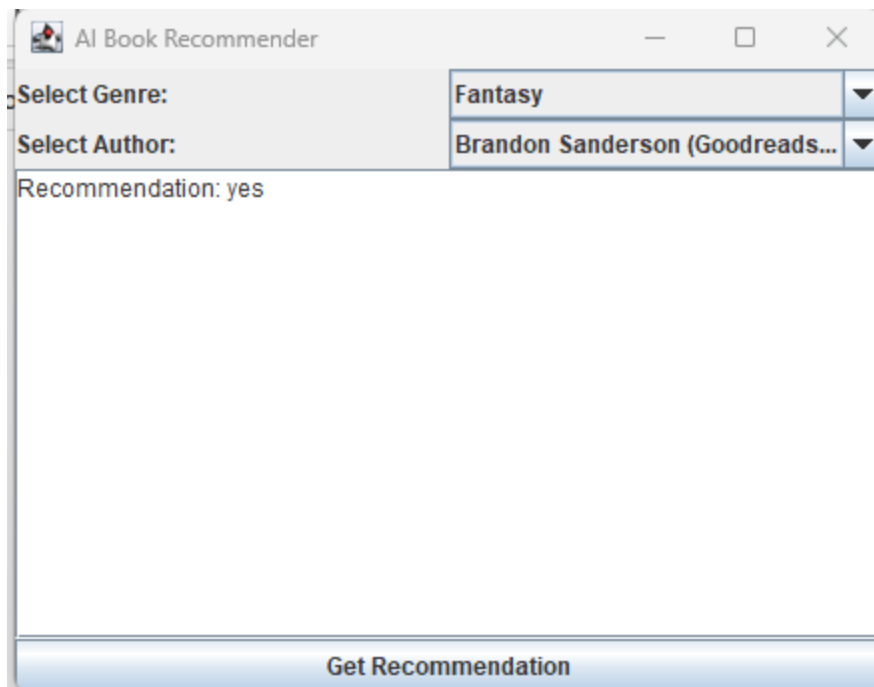 AI Book Recommender
Select Genre: Fantasy
Select Author: Brandon Sanderson (Goodreads...
Recommendation: yes
Get Recommendation